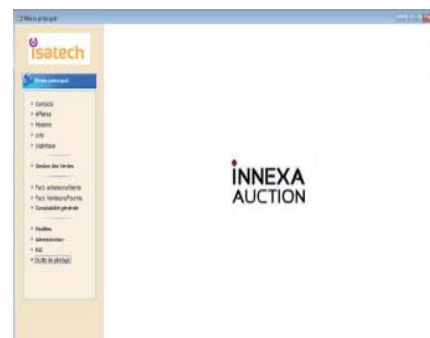 Menu principal
isatech
Menu principal
Contacts
Affaires
Missions
Lots
Logistique
Gestion des Ventes
Fact. acheteurs/clients
Fact. Vendeurs/Fournis
Comptabilité générale
Modèles
Administration
Outils de pilotage
INNEXA
AUCTION